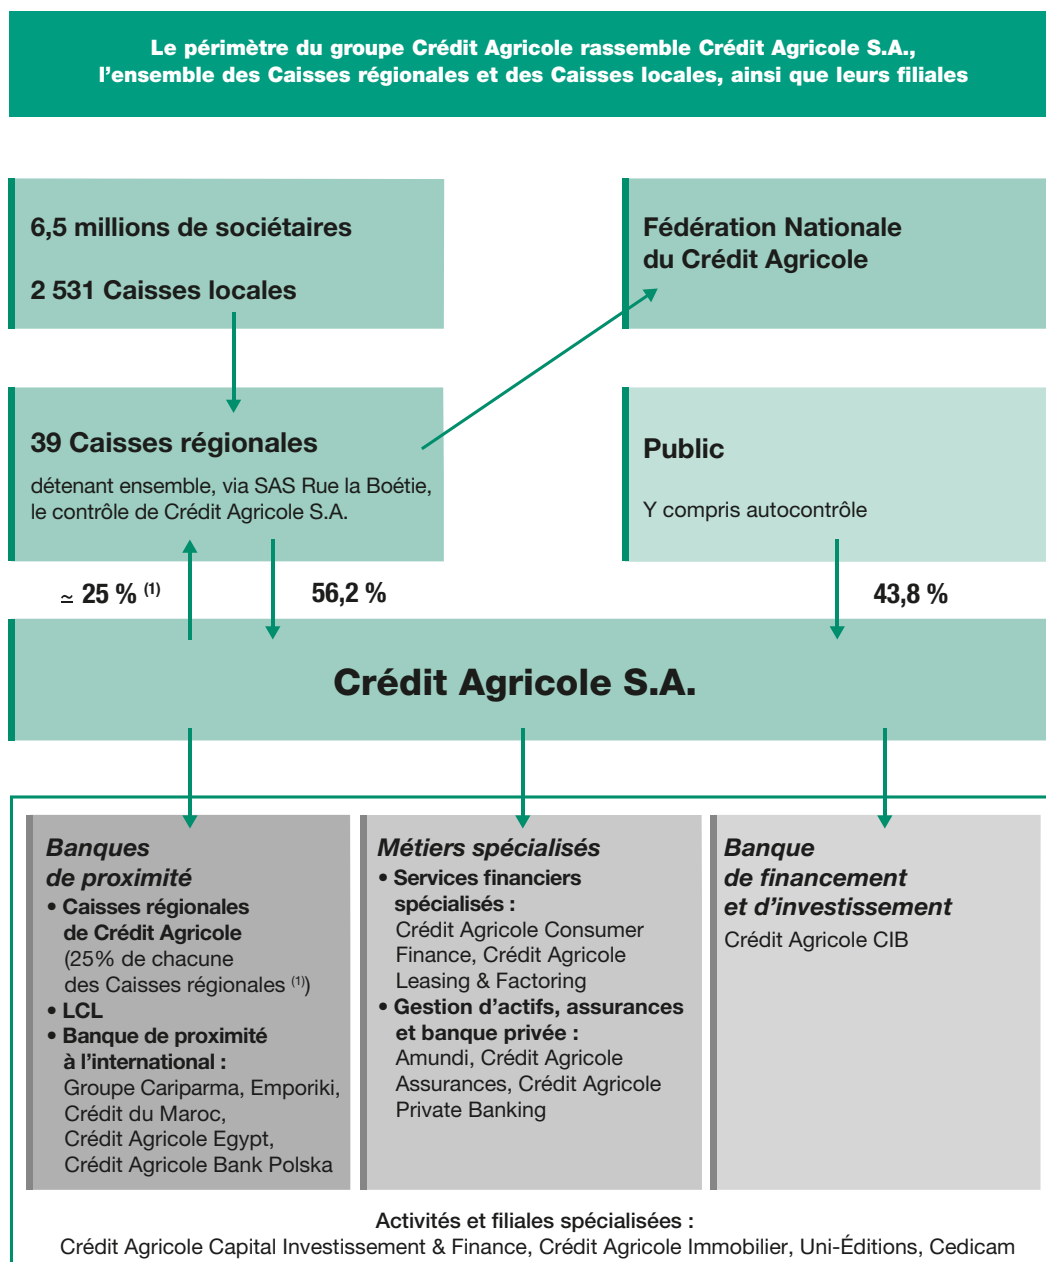 Le périmètre du groupe Crédit Agricole rassemble Crédit Agricole S.A.,
l'ensemble des Caisses régionales et des Caisses locales, ainsi que leurs filiales
6,5 millions de sociétaires
2 531 Caisses locales
Fédération Nationale
du Crédit Agricole
39 Caisses régionales
détenant ensemble, via SAS Rue la Boétie,
le contrôle de Crédit Agricole S.A.
Public
Y compris autocontrôle
≃ 25 % (1)
56,2 %
43,8 %
Crédit Agricole S.A.
Banques
de proximité
• Caisses régionales
de Crédit Agricole
(25% de chacune
des Caisses régionales (1))
• LCL
• Banque de proximité
à l'international :
Groupe Cariparma, Emporiki,
Crédit du Maroc,
Crédit Agricole Egypt,
Crédit Agricole Bank Polska
Métiers spécialisés
• Services financiers
spécialisés :
Crédit Agricole Consumer
Finance, Crédit Agricole
Leasing & Factoring
• Gestion d'actifs, assurances
et banque privée :
Amundi, Crédit Agricole
Assurances, Crédit Agricole
Private Banking
Banque
de financement
et d'investissement
Crédit Agricole CIB
Activités et filiales spécialisées :
Crédit Agricole Capital Investissement & Finance, Crédit Agricole Immobilier, Uni-Éditions, Cedicam